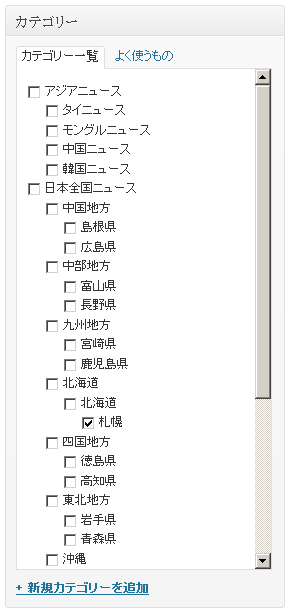 カテゴリー
カテゴリー一覧 よく使うもの
アジアニュース
タイニュース
モングルニュース
中国ニュース
韓国ニュース
日本全国ニュース
中国地方
島根県
広島県
中部地方
富山県
長野県
九州地方
宮崎県
鹿児島県
北海道
北海道
札幌
四国地方
徳島県
高知県
東北地方
岩手県
青森県
沖縄
+ 新規カテゴリーを追加